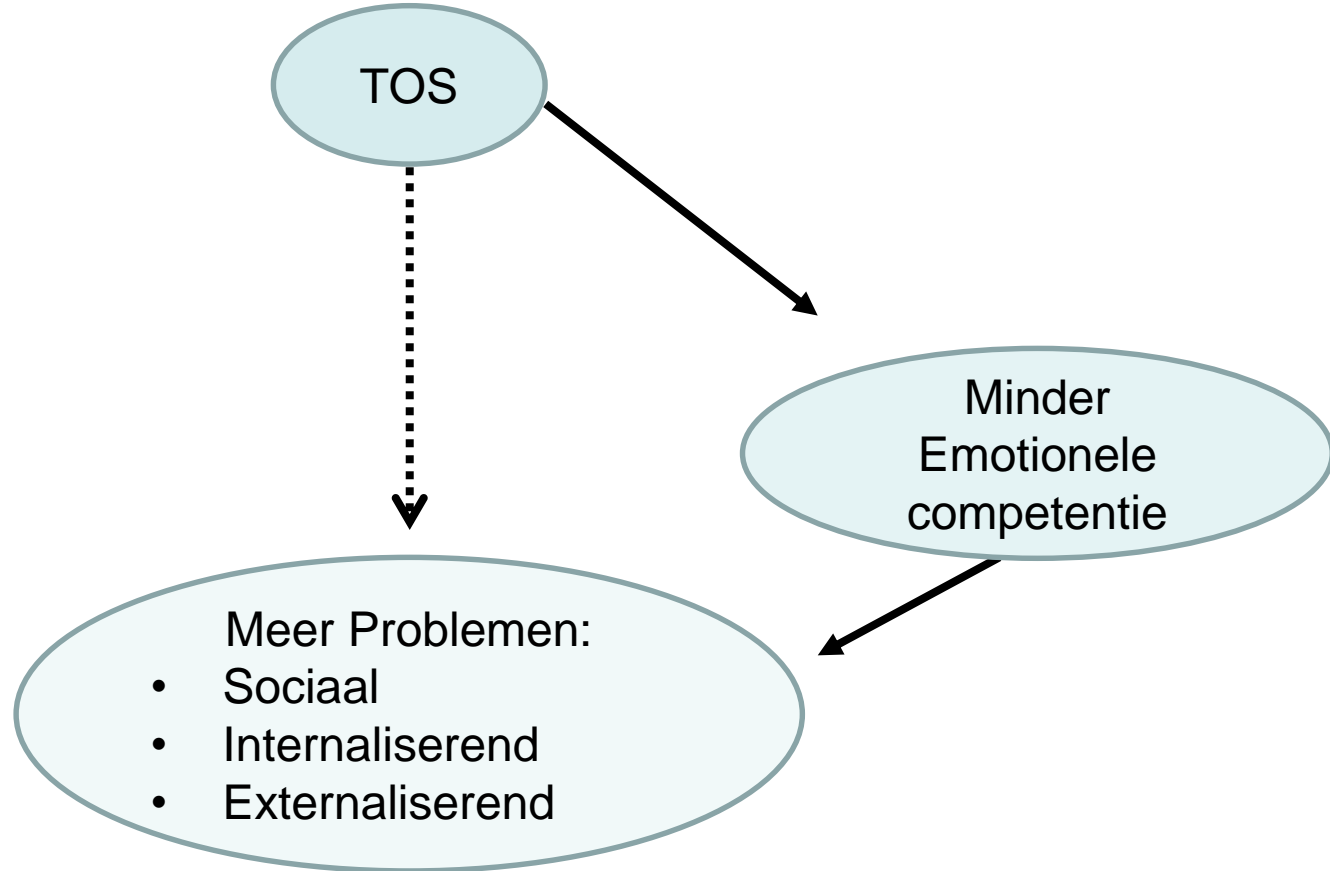 TOS
Minder
Emotionele
competentie
Meer Problemen:
• Sociaal
• Internaliserend
• Externaliserend